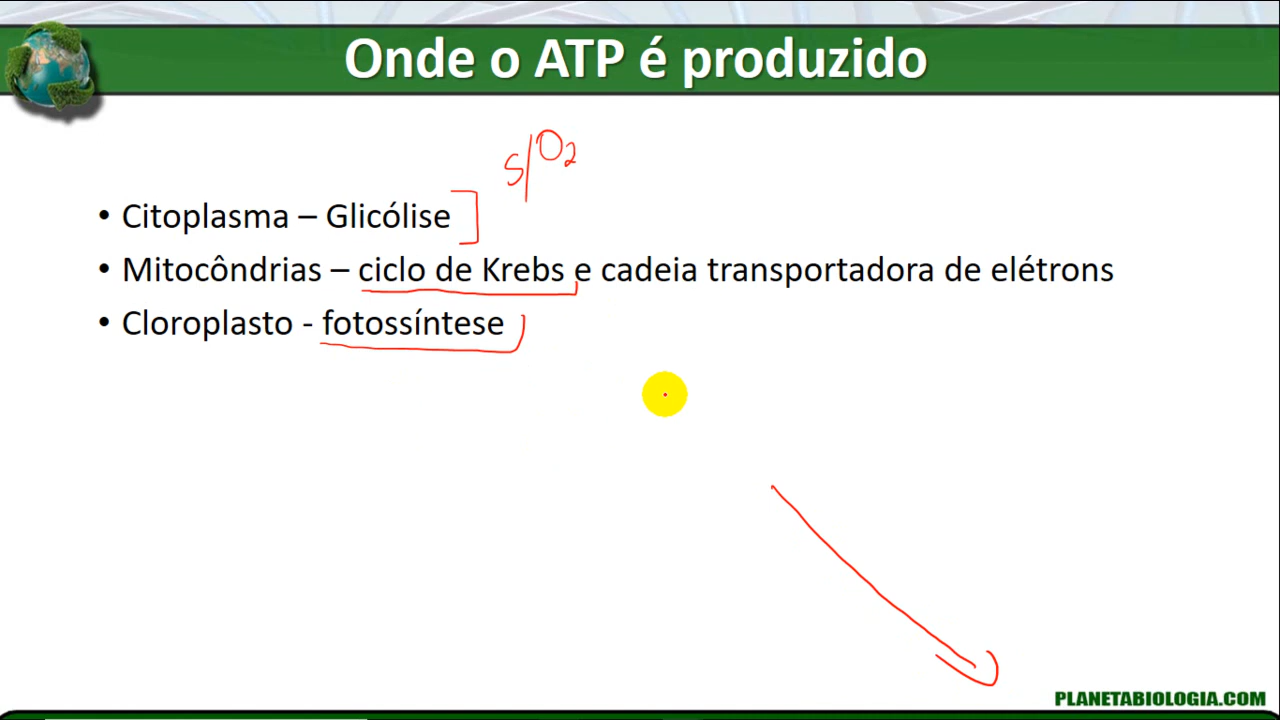 Onde o ATP é produzido
s/O2
• Citoplasma – Glicólise
• Mitocôndrias – ciclo de Krebs e cadeia transportadora de elétrons
• Cloroplasto - fotossíntese
PLANETABIOLOGIA.COM